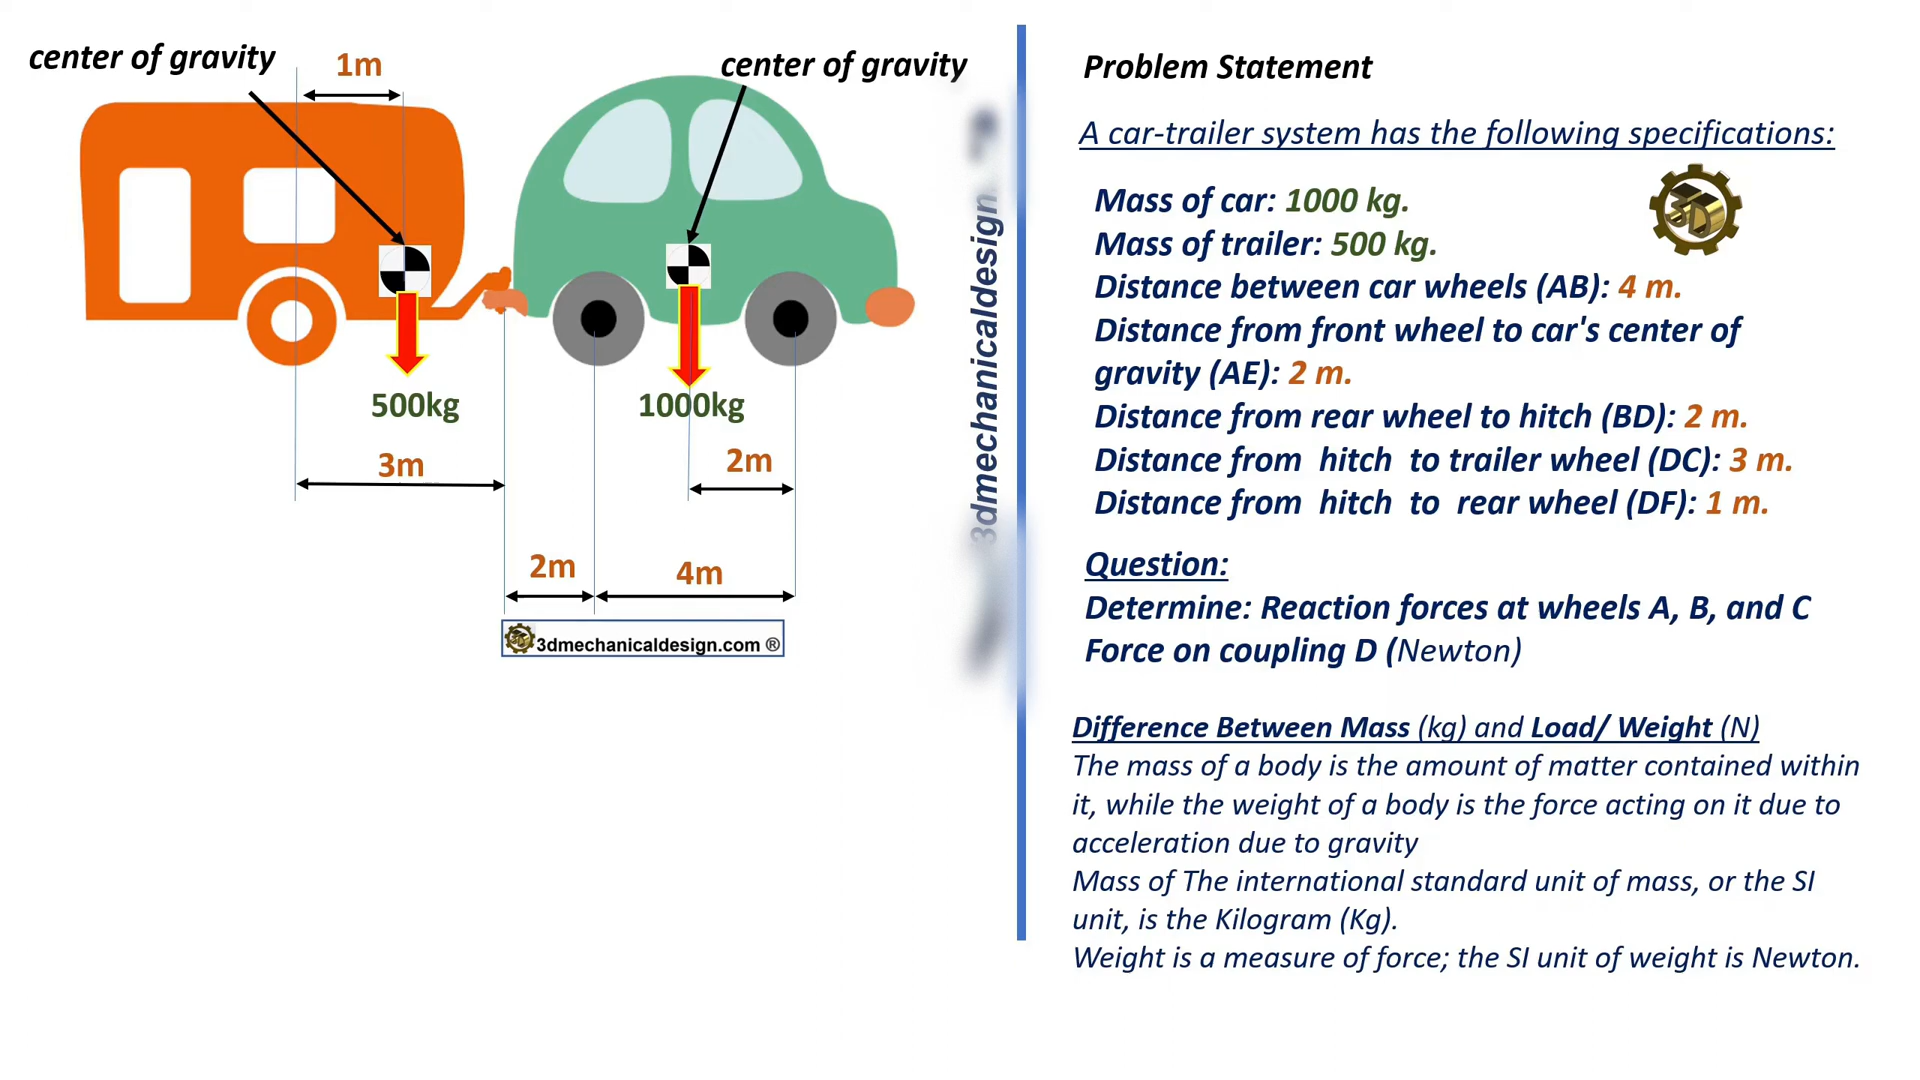 center of gravity
1m
center of gravity
500kg
1000kg
3m
2m
2m
4m
3dmechanicaldesign.com ®
3dmechanicaldesign
Problem Statement
A car-trailer system has the following specifications:
3D
Mass of car: 1000 kg.
Mass of trailer: 500 kg.
Distance between car wheels (AB): 4 m.
Distance from front wheel to car's center of
gravity (AE): 2 m.
Distance from rear wheel to hitch (BD): 2 m.
Distance from hitch to trailer wheel (DC): 3 m.
Distance from hitch to rear wheel (DF): 1 m.
Question:
Determine: Reaction forces at wheels A, B, and C
Force on coupling D (Newton)
Difference Between Mass (kg) and Load/ Weight (N)
The mass of a body is the amount of matter contained within
it, while the weight of a body is the force acting on it due to
acceleration due to gravity
Mass of The international standard unit of mass, or the SI
unit, is the Kilogram (Kg).
Weight is a measure of force; the SI unit of weight is Newton.